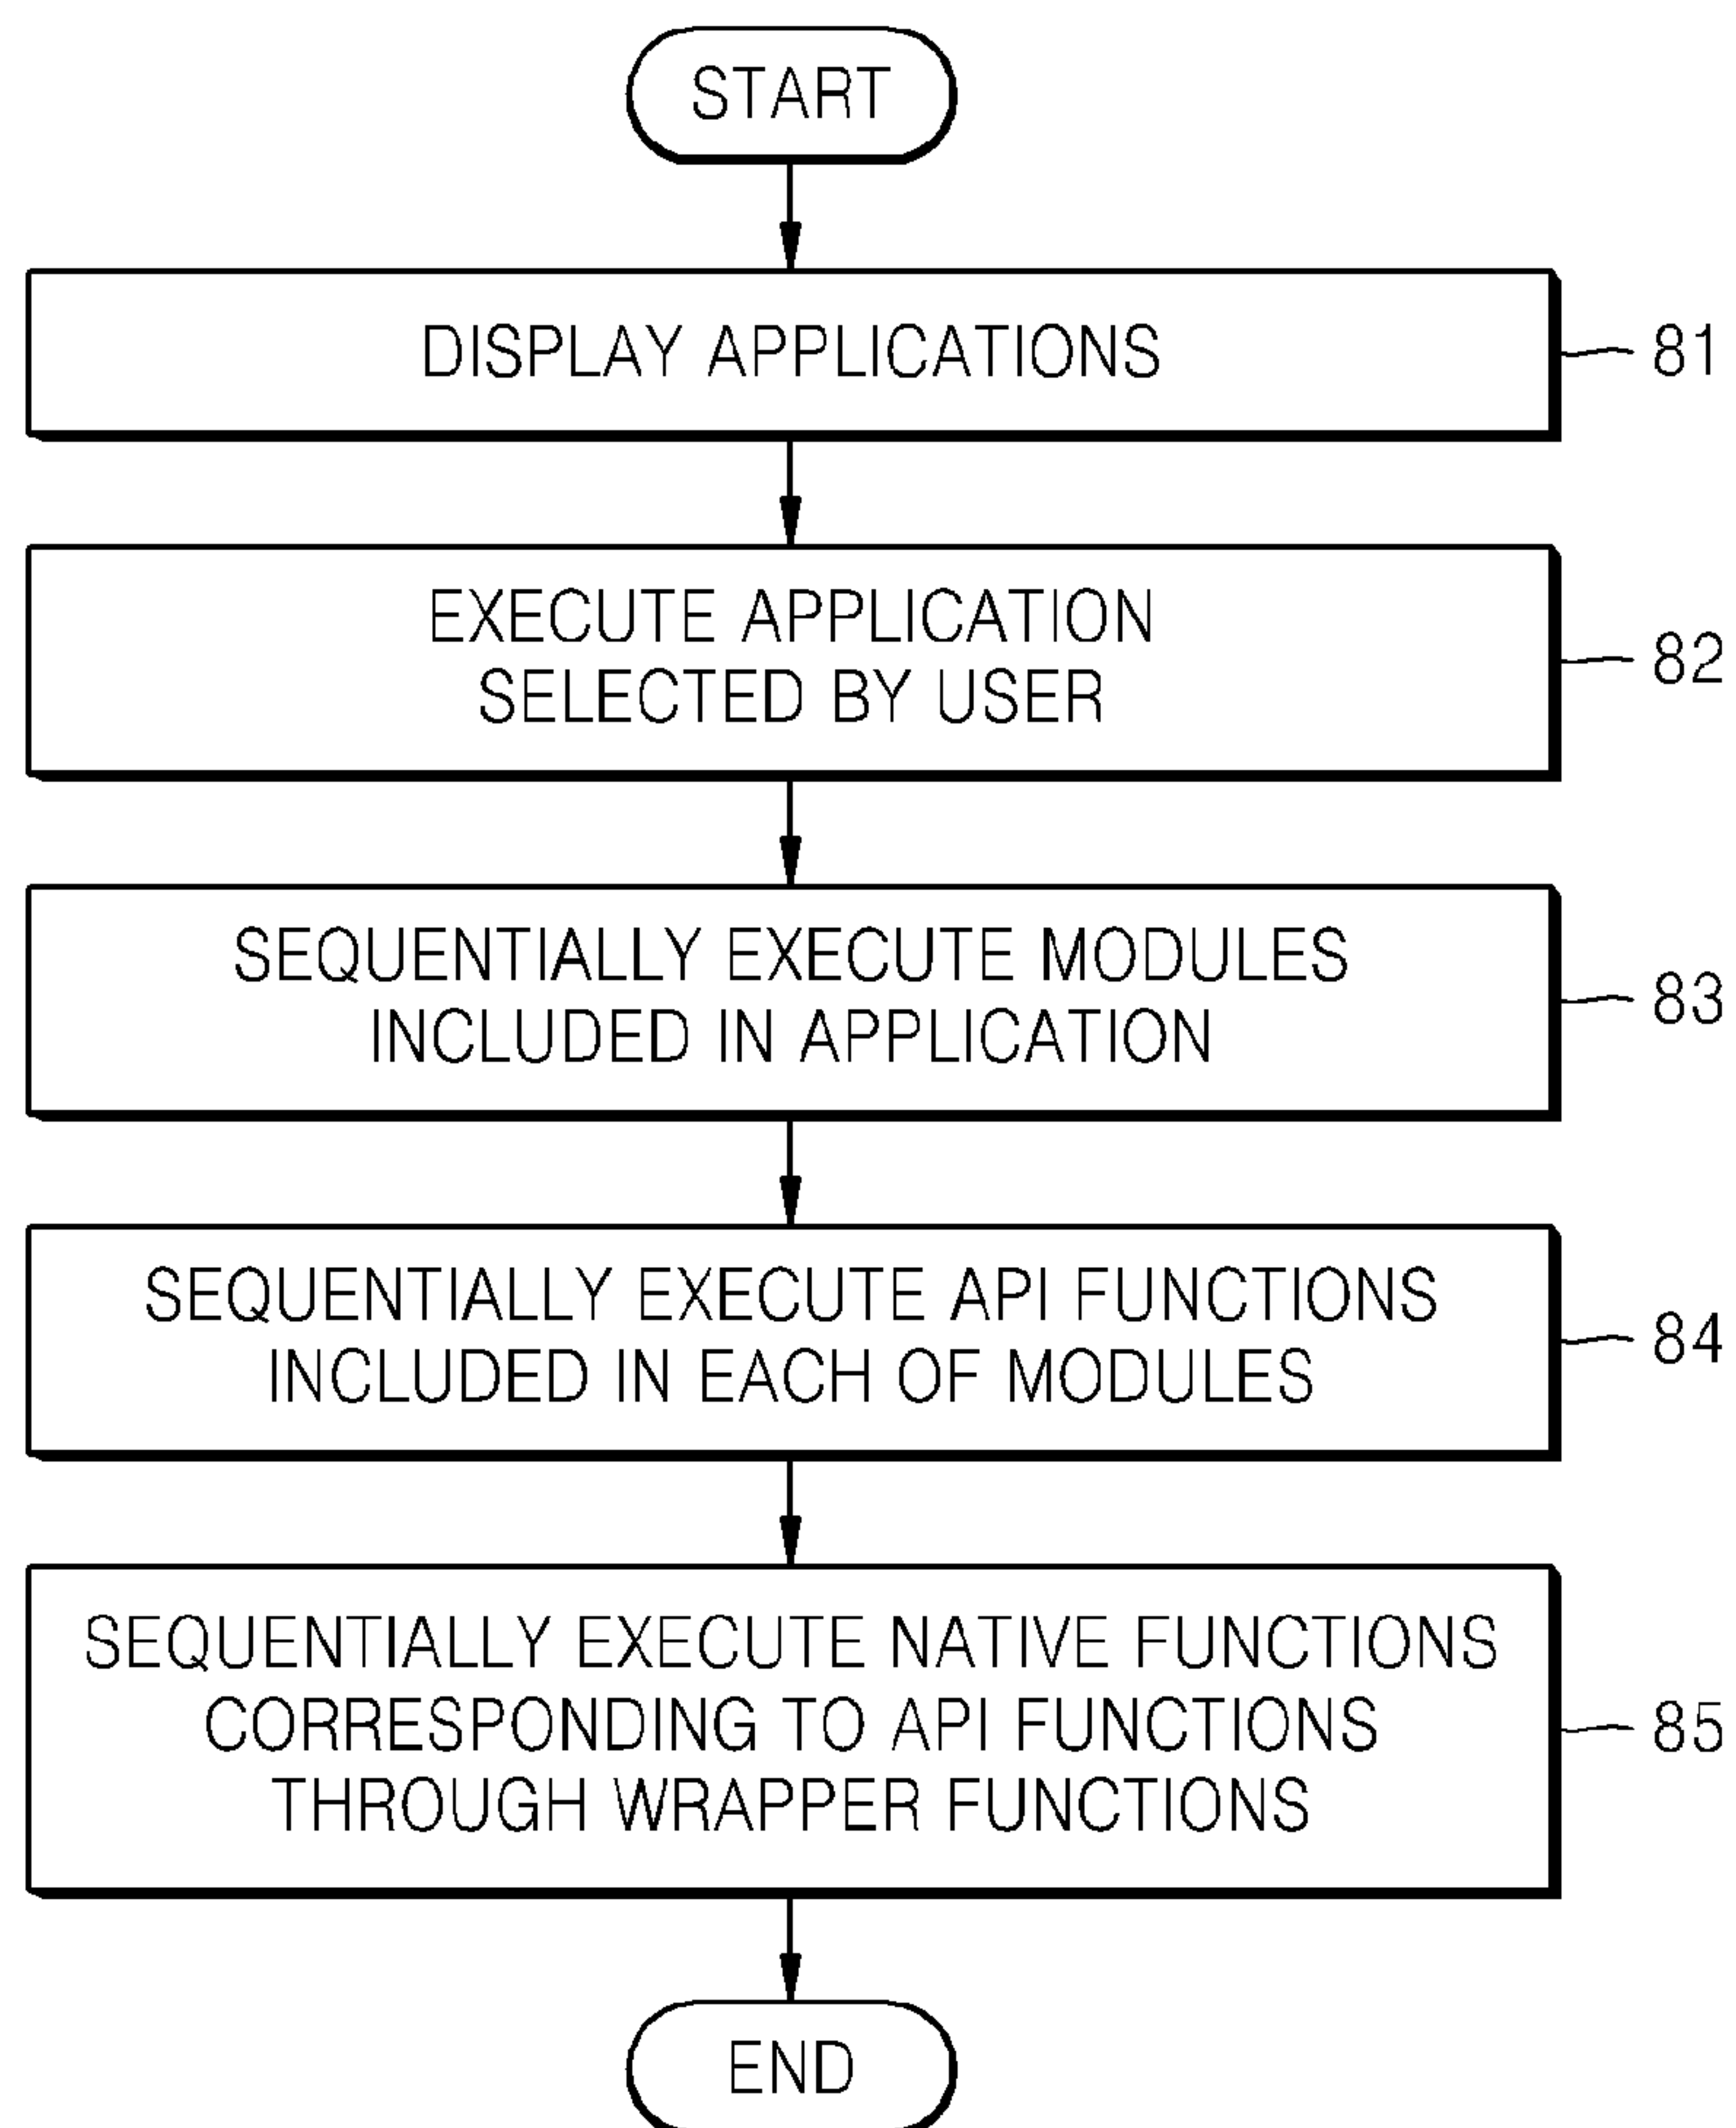 START
DISPLAY APPLICATIONS
81
EXECUTE APPLICATION
SELECTED BY USER
82
SEQUENTIALLY EXECUTE MODULES
INCLUDED IN APPLICATION
83
SEQUENTIALLY EXECUTE API FUNCTIONS
INCLUDED IN EACH OF MODULES
84
SEQUENTIALLY EXECUTE NATIVE FUNCTIONS
CORRESPONDING TO API FUNCTIONS
THROUGH WRAPPER FUNCTIONS
85
END